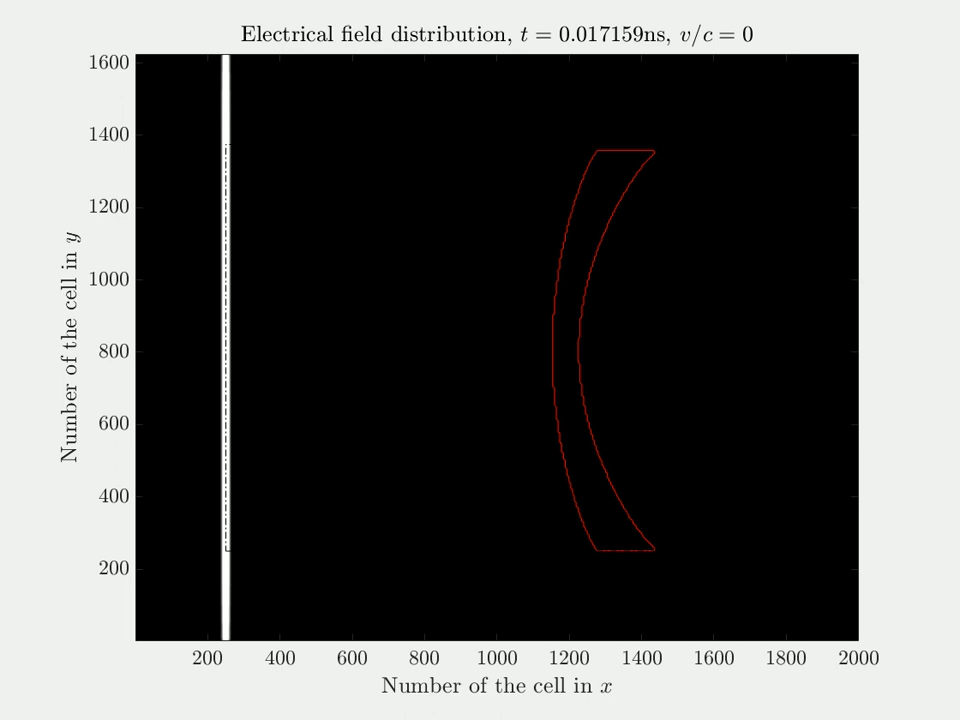 Electrical field distribution, t = 0.017159ns, v/c = 0
1600
1400
1200
1000
800
600
400
200
Number of the cell in y
200 400 600 800 1000 1200 1400 1600 1800 2000
Number of the cell in x